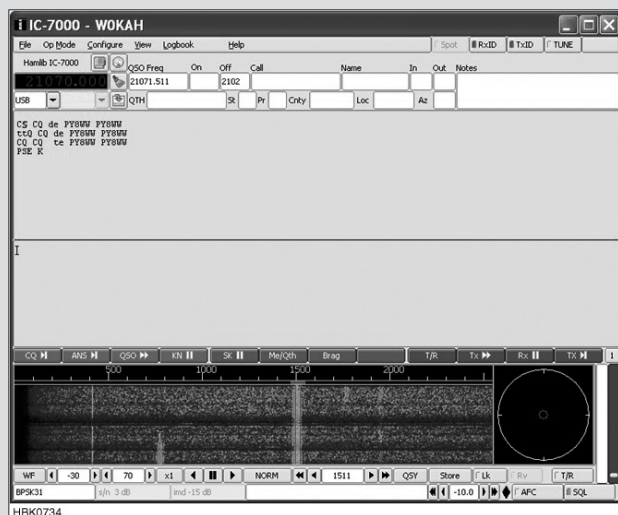 IC-7000 - W0KAH
File Op Mode Configure View Logbook Help Spot RxID TxID TUNE
Hamlib IC-7000 QSO Freq On Off Call Name In Out Notes
21070.000 21071.511 2102
USB QTH St Pr Cnty Loc Az
CS CQ de PY8WW PY8WW
ttQ CQ de PY8WW PY8WW
CQ CQ te PY8WW PY8WW
PSE K
CQ ANS QSO KN SK Me/Qth Brag T/R Tx Rx TX 1
500 1000 1500 2000
WF -30 70 x1 NORM 1511 QSY Store Lk Rv T/R
BPSK31 s/n 3 dB imd -15 dB -10.0 AFC SQL
HBK0734